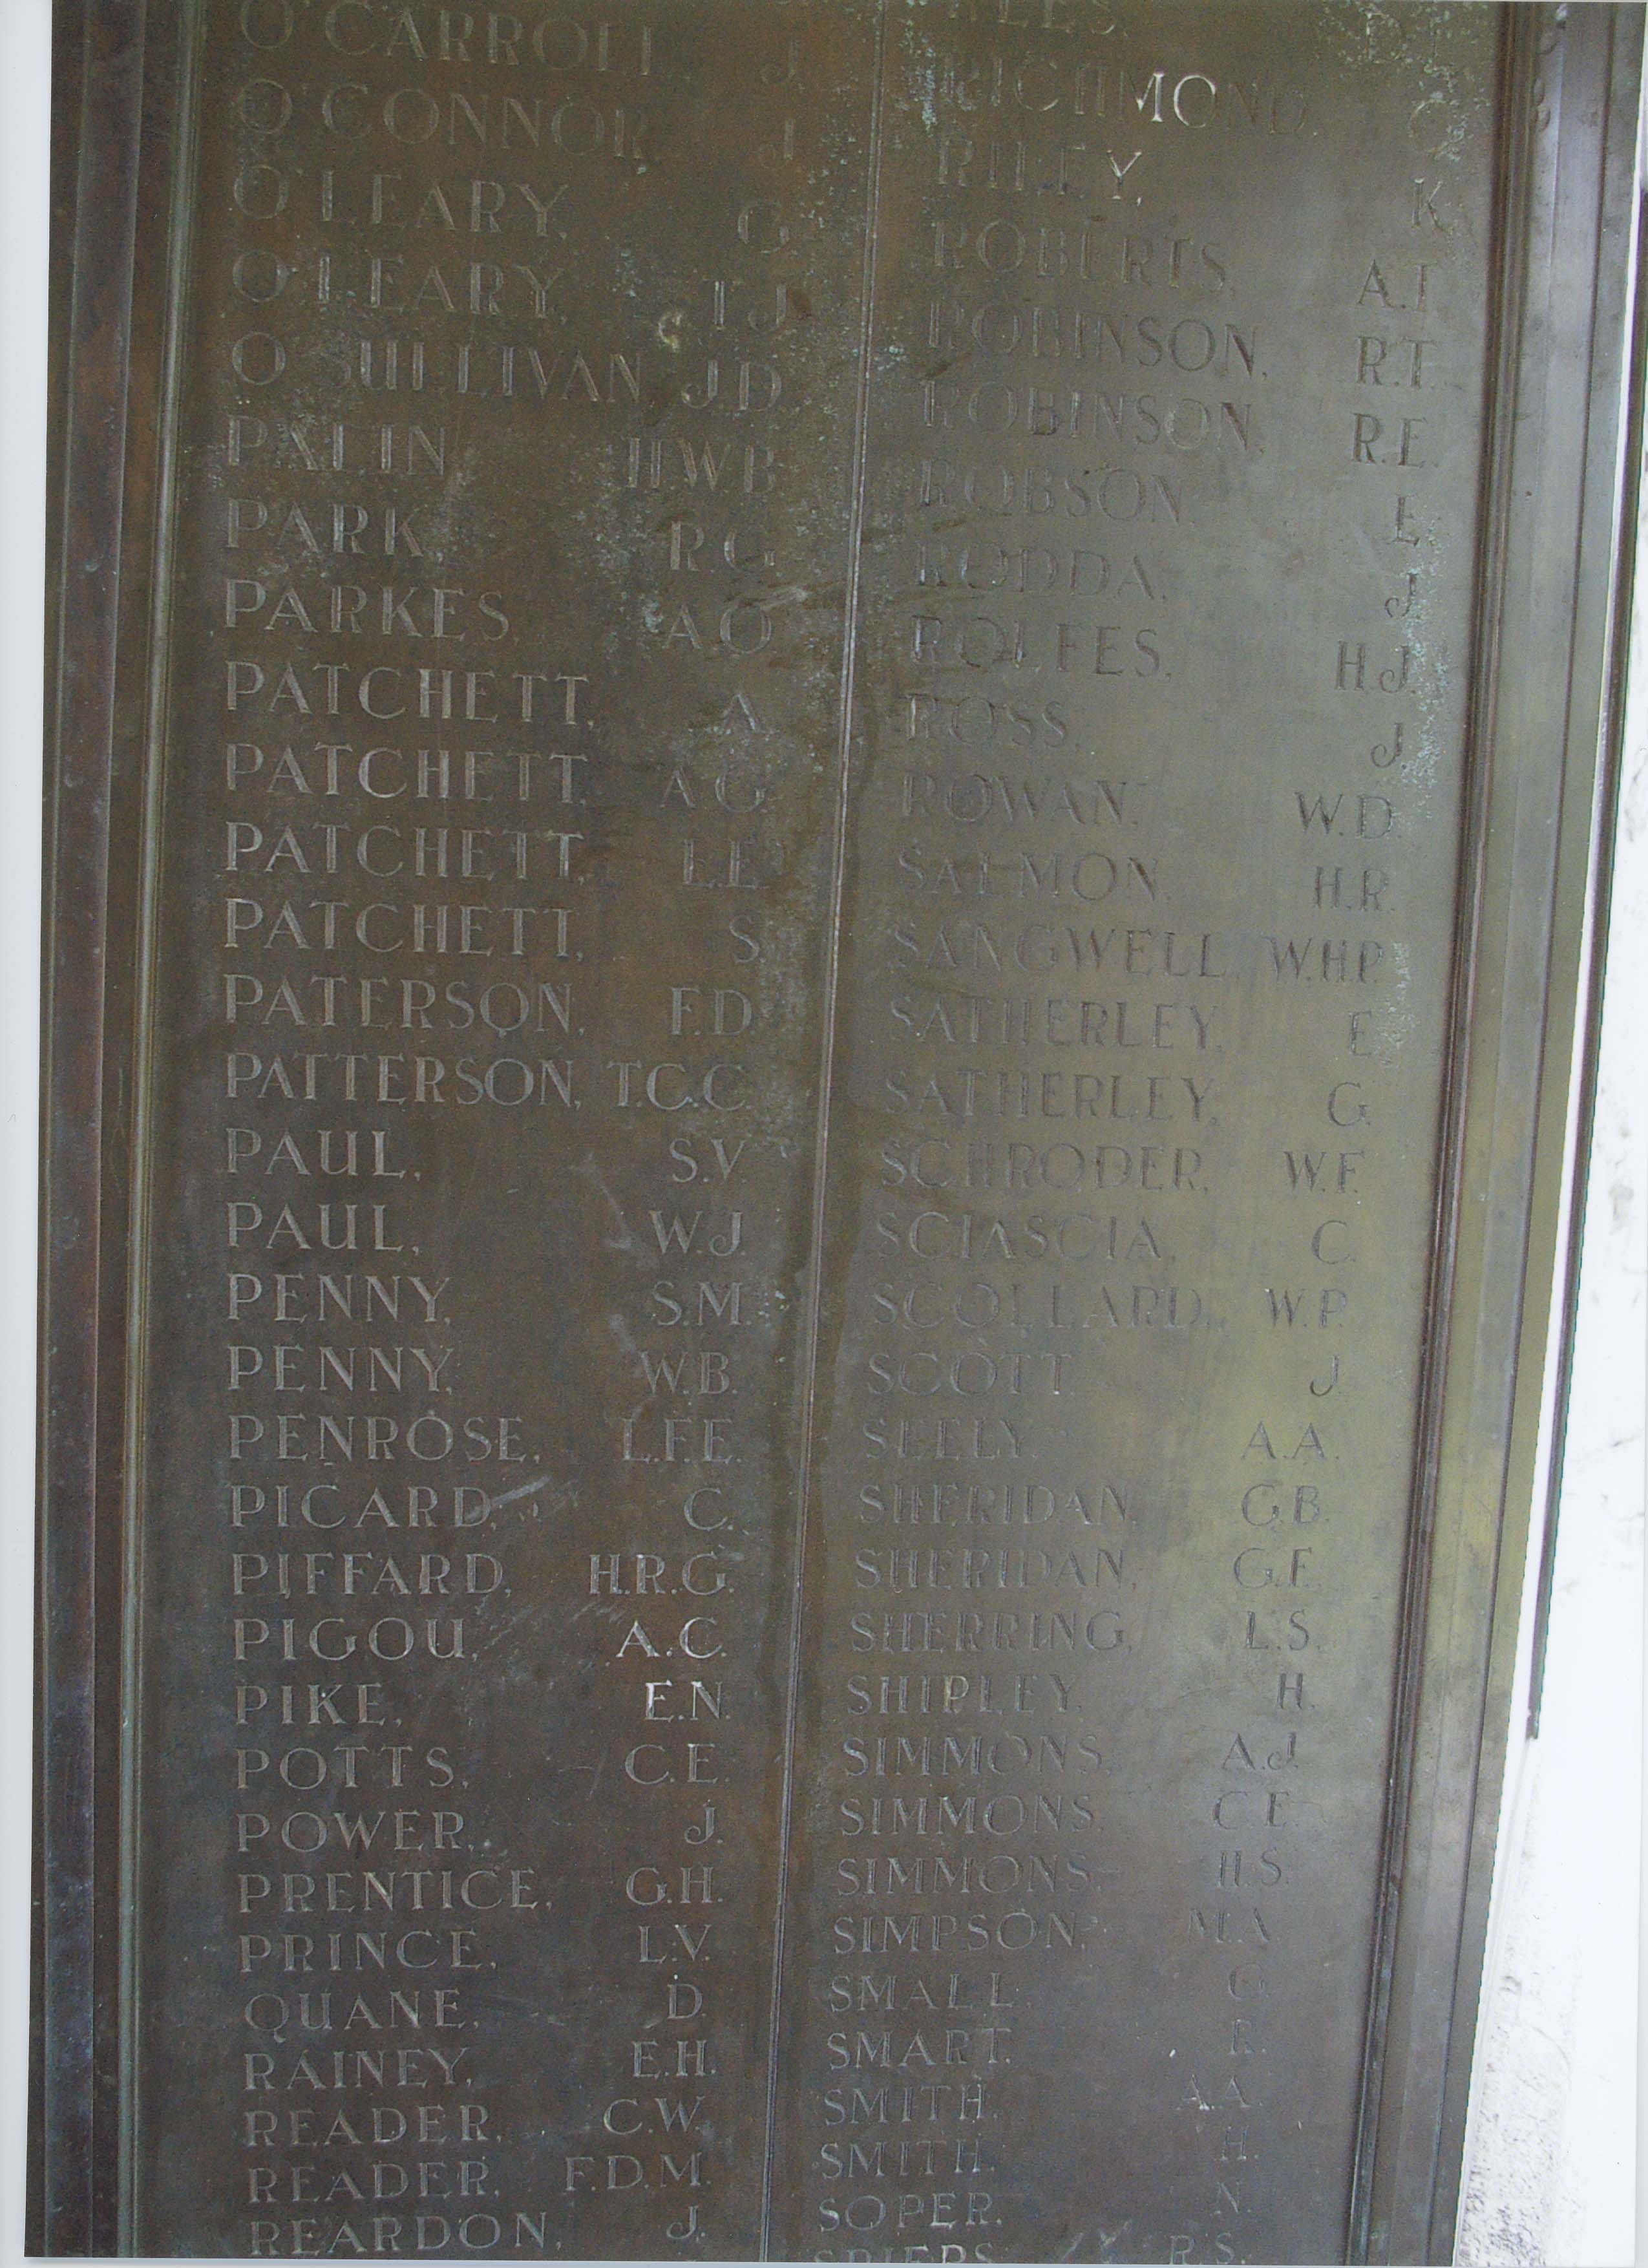 O'CARROLL, J.
O'CONNOR, J.
O'LEARY, G.
O'LEARY, J.
O'SULLIVAN, J.D.
PALIN H.W.B.
PARK R.G.
PARKES, A.O.
PATCHETT, A.
PATCHETT, A.G.
PATCHETT, L.E.
PATCHETT, S.
PATERSON, F.D.
PATTERSON, T.C.C.
PAUL, S.V.
PAUL, W.J.
PENNY, S.M.
PENNY, W.B.
PENROSE, L.F.E.
PICARD, C.
PIFFARD, H.R.G.
PIGOU, A.C.
PIKE, E.N.
POTTS, C.E.
POWER, J.
PRENTICE, G.H.
PRINCE, L.V.
QUANE, D.
RAINEY, E.H.
READER, C.W.
READER, F.D.M.
REARDON, J.
RICHMOND,
RILEY, K.
ROBERTS, A.T.
ROBINSON, R.T.
ROBINSON, R.E.
ROBSON, E.
RODDA, J.
ROLFES, H.J.
ROSS, J.
ROWAN, W.D.
SALMON, H.R.
SANGWELL, W.H.P.
SATHERLEY, E.
SATHERLEY, G.
SCHRODER, W.F.
SCIASCIA, C.
SCOLLARD, W.P.
SCOTT, J.
SEELY, A.A.
SHERIDAN, G.B.
SHERIDAN, G.F.
SHERRING, L.S.
SHIPLEY, H.
SIMMONS, A.J.
SIMMONS, C.E.
SIMMONS, H.S.
SIMPSON, M.A.
SMALL, G.
SMART, R.
SMITH, A.A.
SMITH, H.
SOPER, N.
SPIERS, R.S.